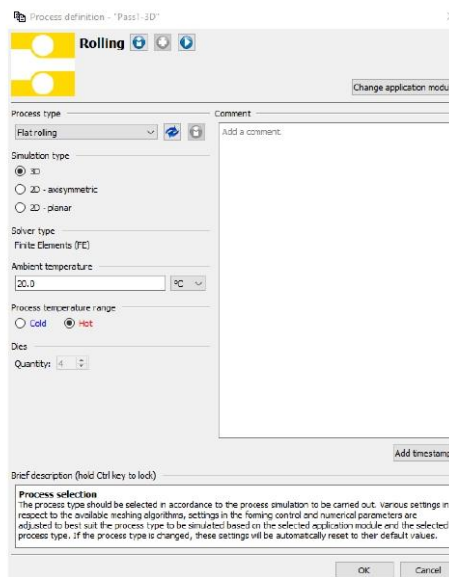 Process definition - "Pass1-3D"
Rolling
Change application modu
Process type
Comment
Flat rolling
Add a comment
Simulation type
3D
2D - axisymmetric
2D - planar
Solver type
Finite Elements (FE)
Ambient temperature
20.0
°C
Process temperature range
Cold
Hot
Dies
Quantity: 4
Add timestamp
Brief description (hold Ctrl key to lock)
Process selection
The process type should be selected in accordance to the process simulation to be carried out. Various settings in
respect to the available meshing algorithms, settings in the foming control and numerical parameters are
adjusted to best suit the process type to be simulated based on the selected application module and the selected
process type. If the process type is changed, these settings will be automatically reset to their default values.
OK
Cancel